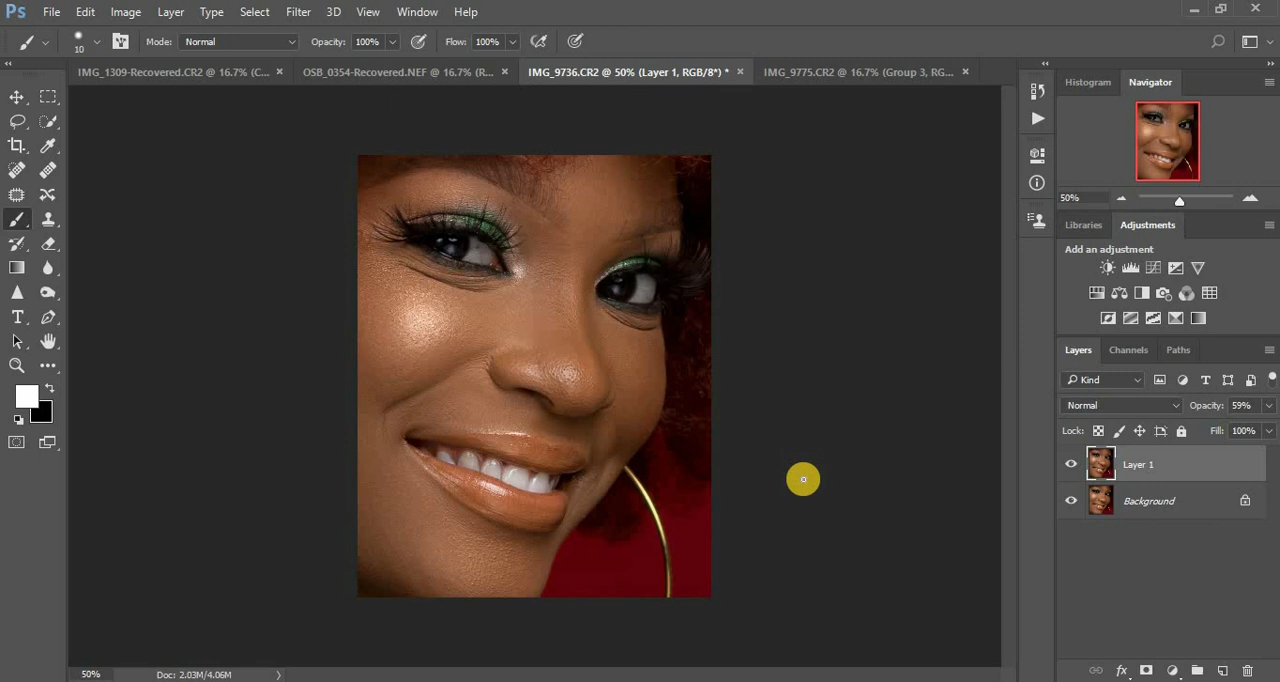 Ps File Edit Image Layer Type Select Filter 3D View Window Help
10 Mode: Normal Opacity: 100% Flow: 100%
IMG_1309-Recovered.CR2 @ 16.7% (C... × OSB_0354-Recovered.NEF @ 16.7% (R... × IMG_9736.CR2 @ 50% (Layer 1, RGB/8*) * × IMG_9775.CR2 @ 16.7% (Group 3, RG... ×
Histogram Navigator
50%
Libraries Adjustments
Add an adjustment
Layers Channels Paths
Kind
Normal Opacity: 59%
Lock: Fill: 100%
Layer 1
Background
50% Doc: 2.03M/4.06M